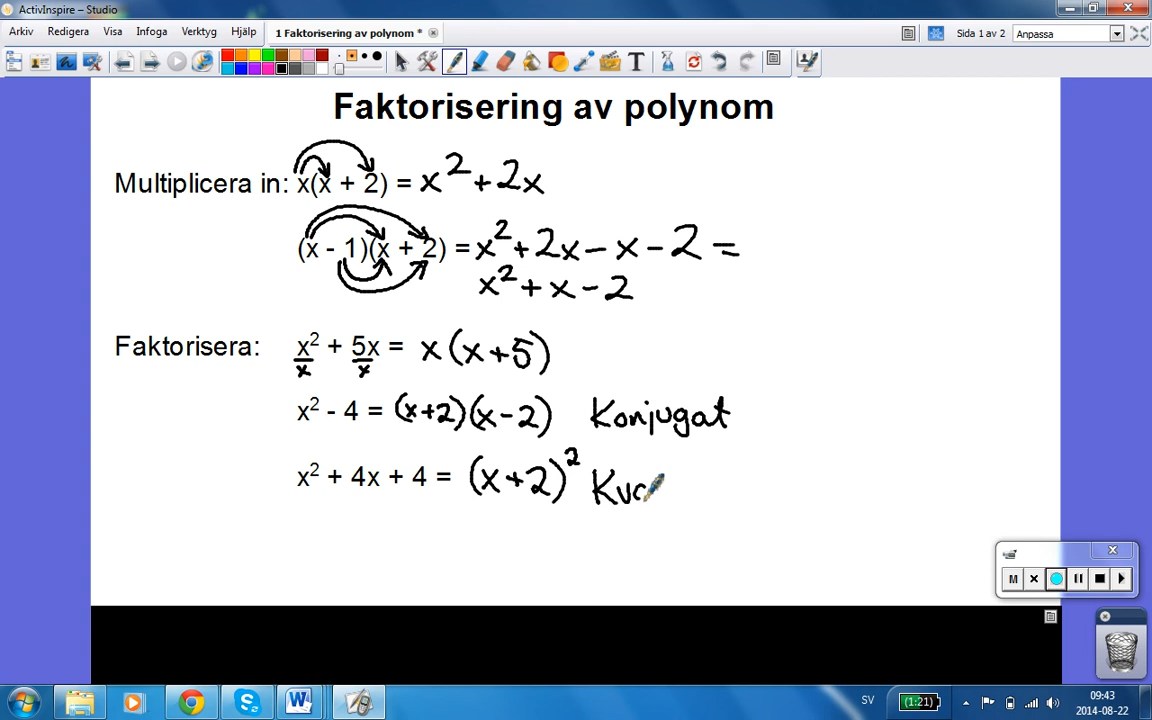 ActivInspire – Studio
Arkiv Redigera Visa Infoga Verktyg Hjälp
1 Faktorisering av polynom *
Sida 1 av 2
Anpassa
Faktorisering av polynom
Multiplicera in: x(x + 2) = x² + 2x
(x - 1)(x + 2) = x² + 2x - x - 2 =
x² + x - 2
Faktorisera: x² + 5x = x(x+5)
x x
x² - 4 = (x+2)(x-2) Konjugat
x² + 4x + 4 = (x+2)² Kva
M
SV
(1:21)
09:43
2014-08-22